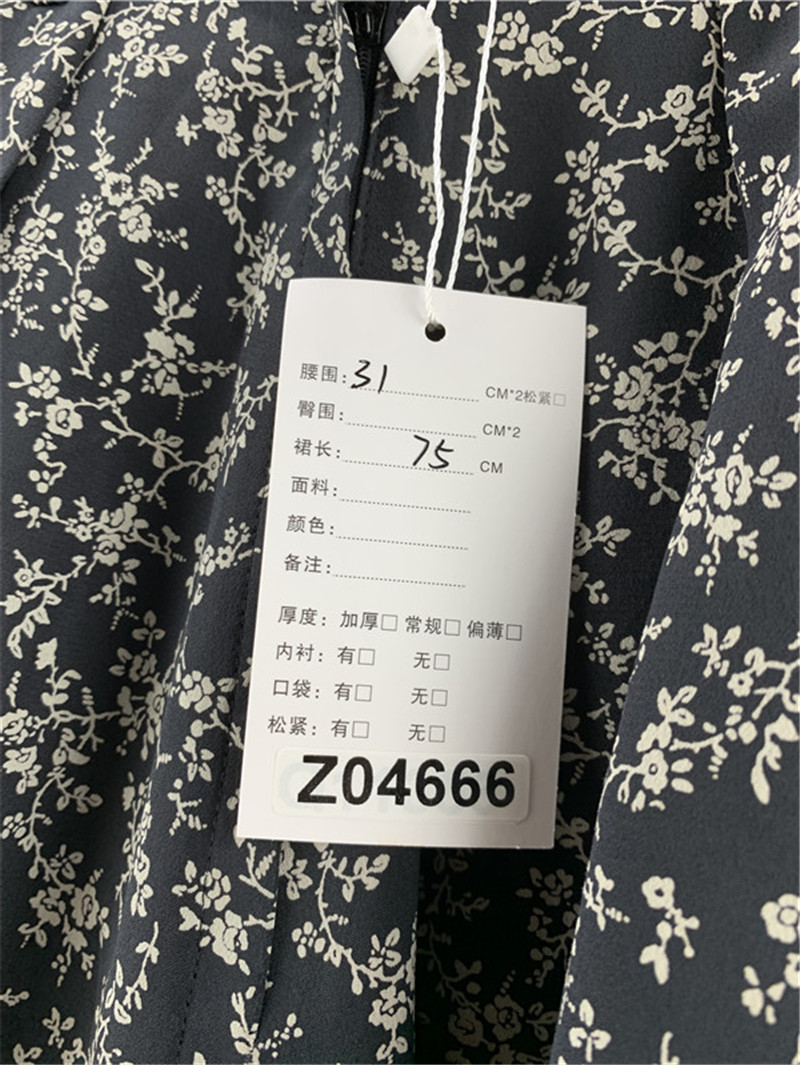 腰围:31 CM*2松紧□
臀围: CM*2
裙长: 75 CM
面料:
颜色:
备注:
厚度: 加厚□ 常规□ 偏薄□
内衬: 有□ 无□
口袋: 有□ 无□
松紧: 有□ 无□
Z04666